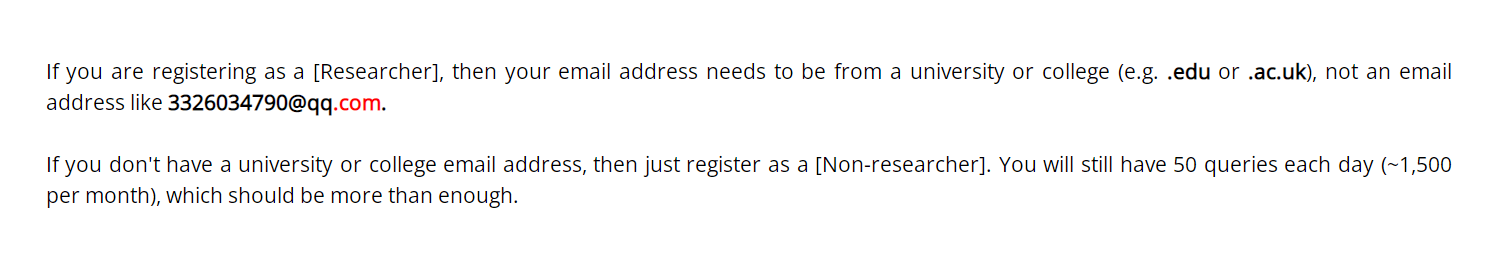 If you are registering as a [Researcher], then your email address needs to be from a university or college (e.g. .edu or .ac.uk), not an email
address like 3326034790@qq.com.
If you don't have a university or college email address, then just register as a [Non-researcher]. You will still have 50 queries each day (~1,500
per month), which should be more than enough.